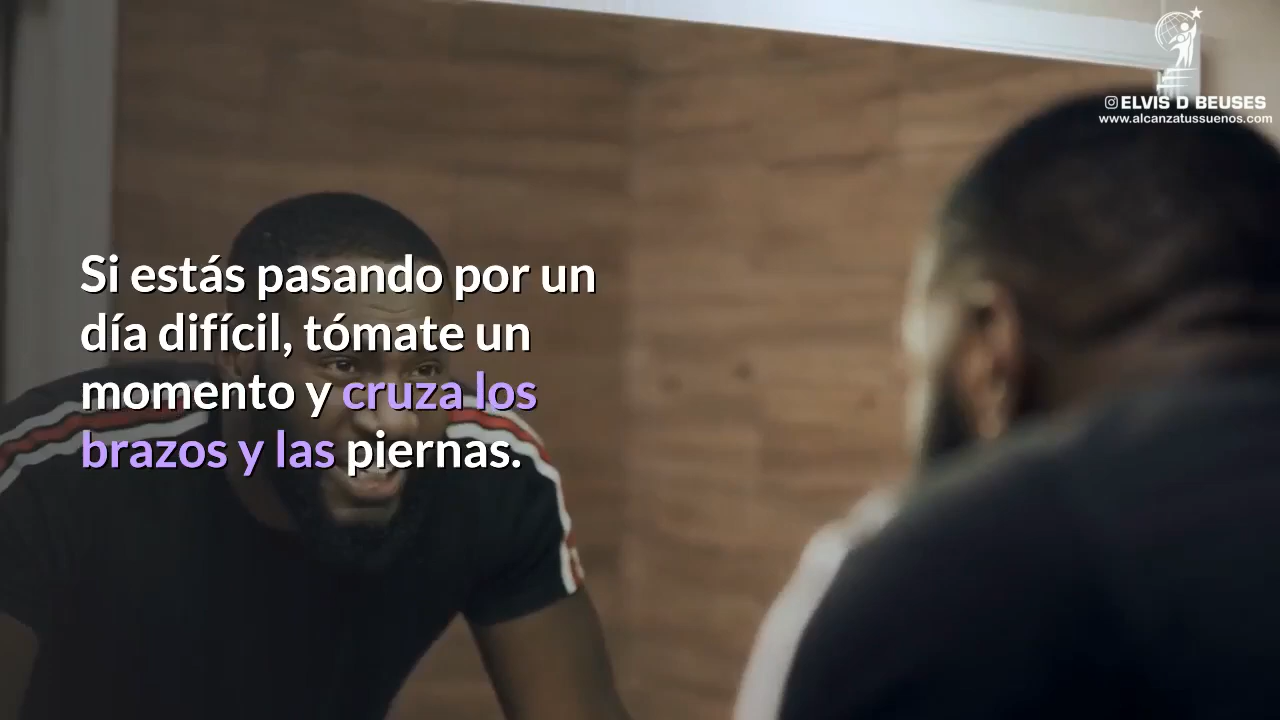 ELVIS D BEUSES
www.alcanzatussuenos.com
Si estás pasando por un
día difícil, tómate un
momento y cruza los
brazos y las piernas.